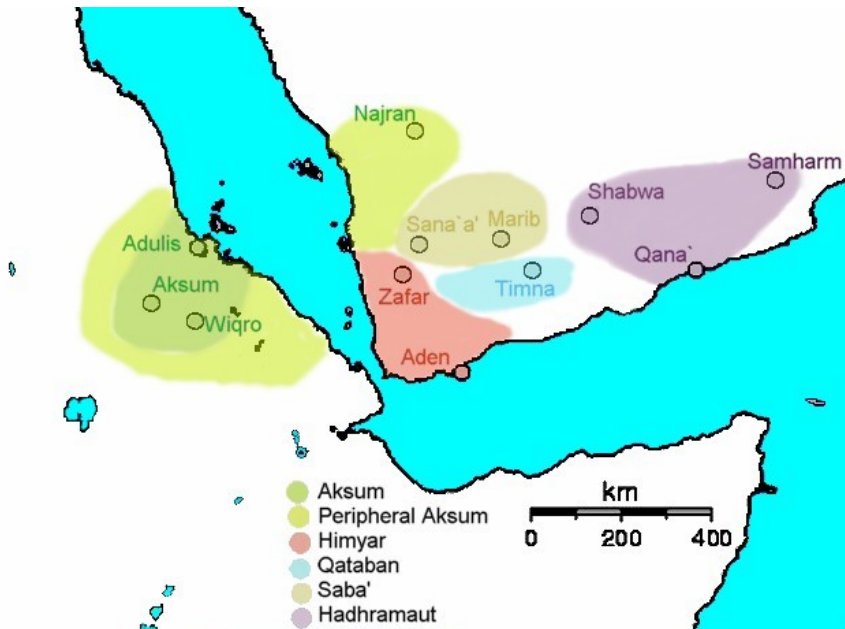 Najran
Samharm
Shabwa
Sana`a'
Marib
Adulis
Qana`
Aksum
Zafar
Timna
Wiqro
Aden
Aksum
Peripheral Aksum
Himyar
Qataban
Saba'
Hadhramaut
km
0 200 400